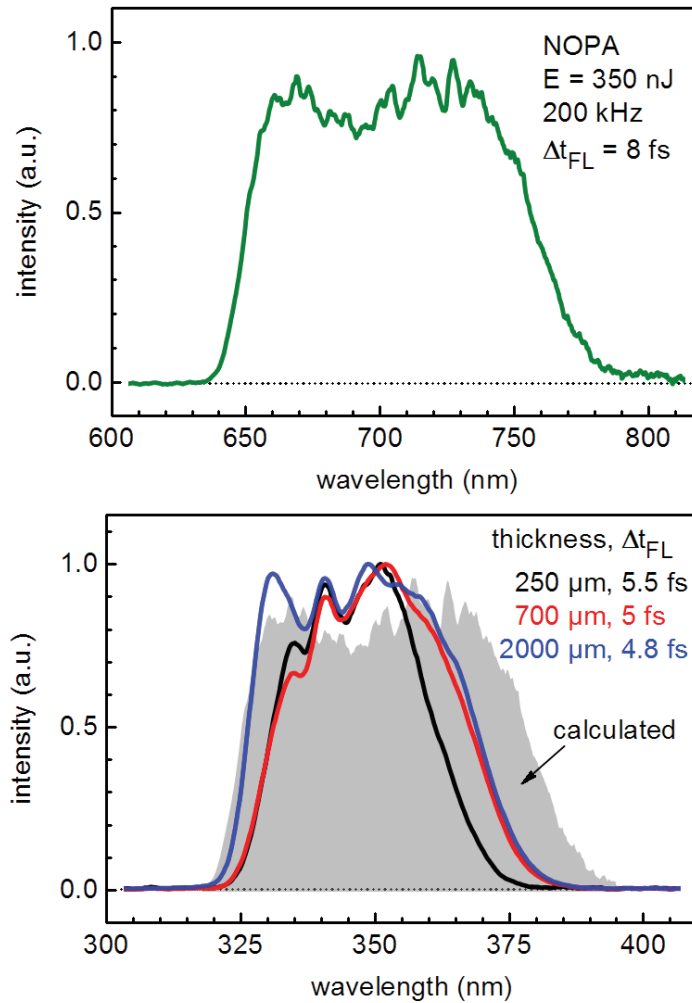 NOPA
E = 350 nJ
200 kHz
Δt_FL = 8 fs
intensity (a.u.)
1.0
0.5
0.0
600 650 700 750 800
wavelength (nm)
thickness, Δt_FL
250 µm, 5.5 fs
700 µm, 5 fs
2000 µm, 4.8 fs
calculated
intensity (a.u.)
1.0
0.5
0.0
300 325 350 375 400
wavelength (nm)